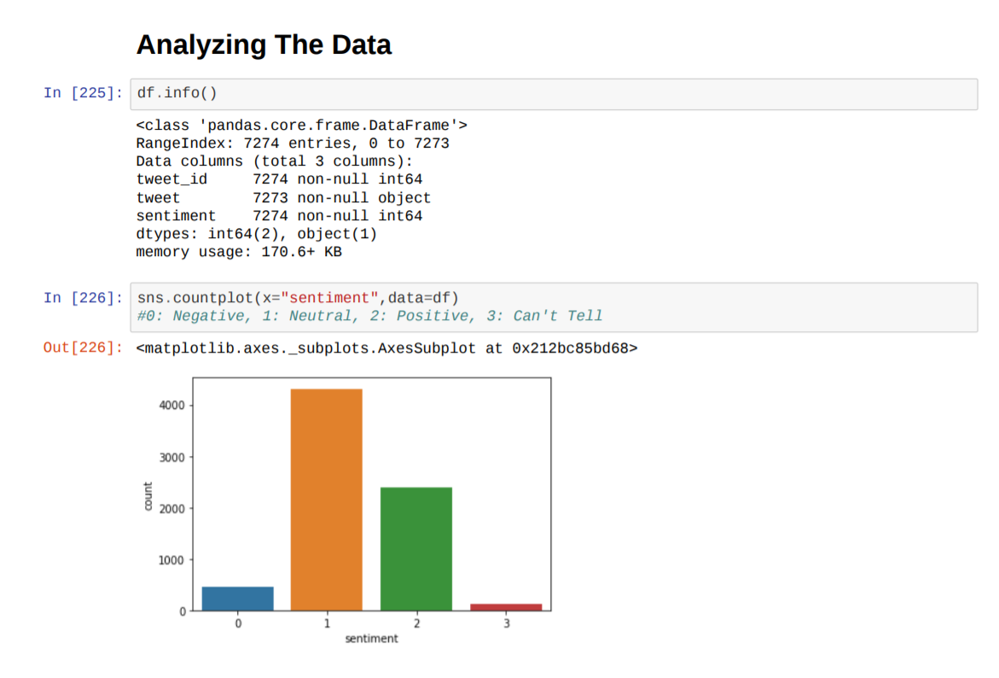 Analyzing The Data
In [225]: df.info()
<class 'pandas.core.frame.DataFrame'>
RangeIndex: 7274 entries, 0 to 7273
Data columns (total 3 columns):
tweet_id     7274 non-null int64
tweet        7273 non-null object
sentiment    7274 non-null int64
dtypes: int64(2), object(1)
memory usage: 170.6+ KB
In [226]: sns.countplot(x="sentiment",data=df)
#0: Negative, 1: Neutral, 2: Positive, 3: Can't Tell
Out[226]: <matplotlib.axes._subplots.AxesSubplot at 0x212bc85bd68>
4000
3000
count
2000
1000
0
0 1 2 3
sentiment